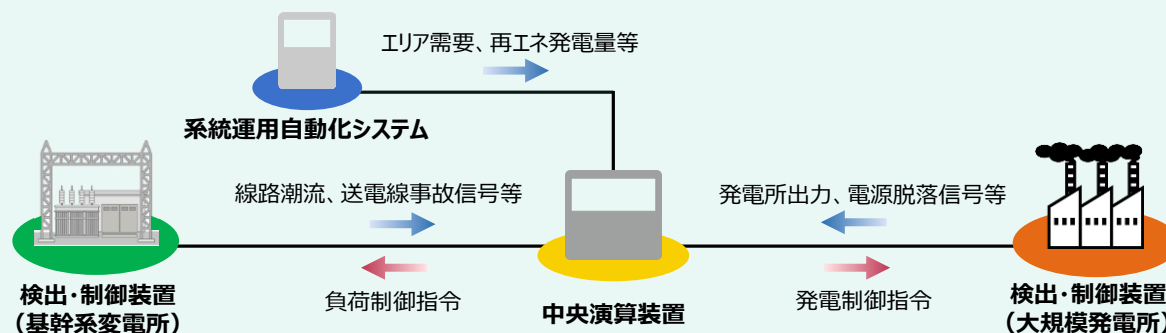 エリア需要、再エネ発電量等
系統運用自動化システム
線路潮流、送電線事故信号等
発電所出力、電源脱落信号等
検出・制御装置
（基幹系変電所）
負荷制御指令
中央演算装置
発電制御指令
検出・制御装置
（大規模発電所）